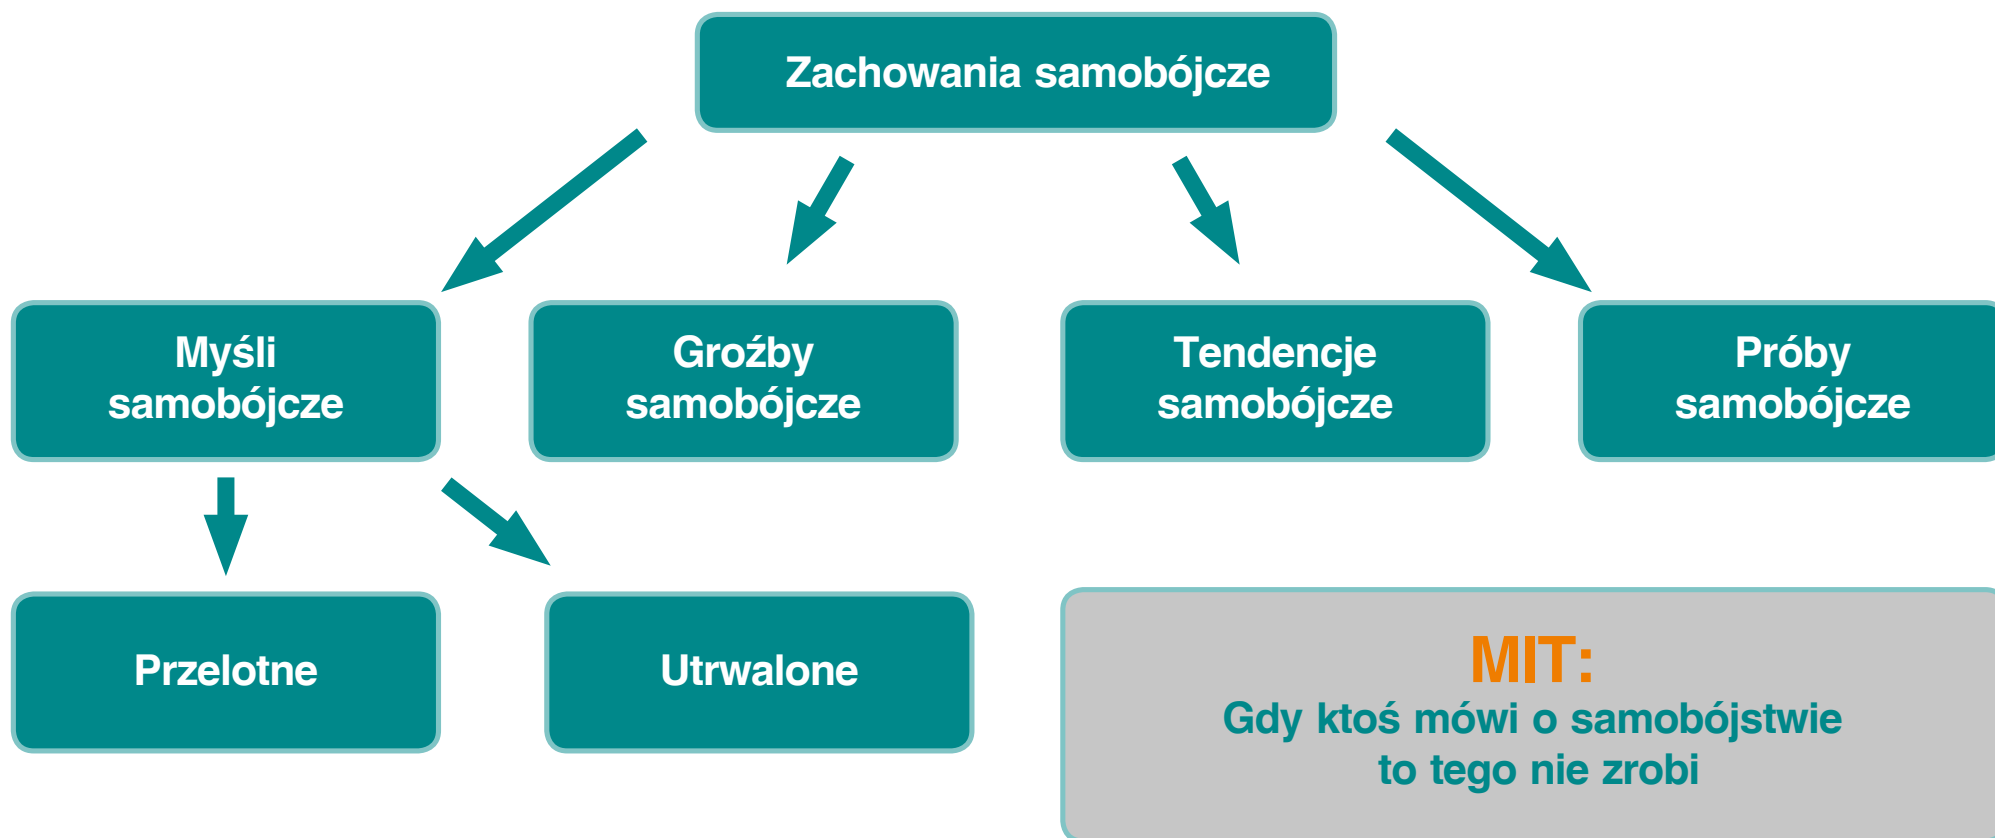 Zachowania samobójcze
Myśli
samobójcze
Groźby
samobójcze
Tendencje
samobójcze
Próby
samobójcze
Przelotne
Utrwalone
MIT:
Gdy ktoś mówi o samobójstwie
to tego nie zrobi